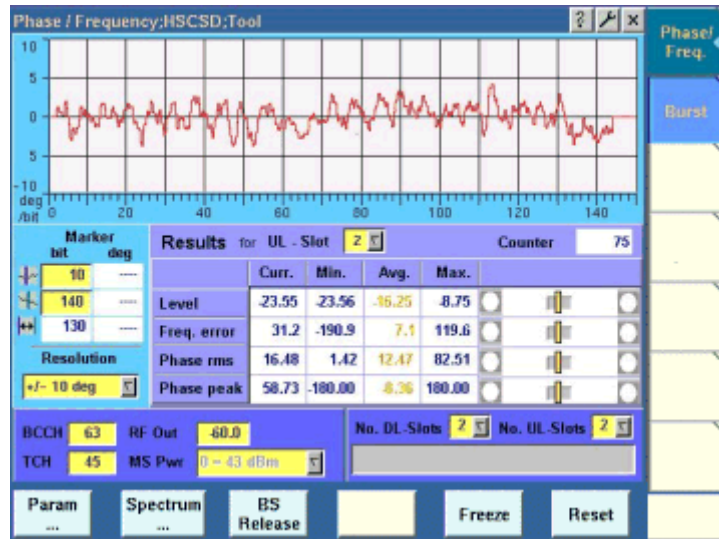 Phase / Frequency;HSCSD;Tool ? ×
Phase/
Freq.
Burst
10
5
0
5
-10
deg
/bit
0 20 40 60 80 100 120 140
Marker
bit deg
10 ----
140 ----
130 ----
Resolution
+/- 10 deg
Results for UL - Slot 2 Counter 75
Curr. Min. Avg. Max.
Level -23.55 -23.56 -16.25 -8.75
Freq. error 31.2 -190.9 7.1 119.6
Phase rms 16.48 1.42 12.47 82.51
Phase peak 58.73 -180.00 -8.36 180.00
BCCH 63 RF Out -60.0
TCH 45 MS Pwr 0 = 43 dBm
No. DL-Slots 2 No. UL-Slots 2
Param
...
Spectrum
...
BS
Release
Freeze
Reset